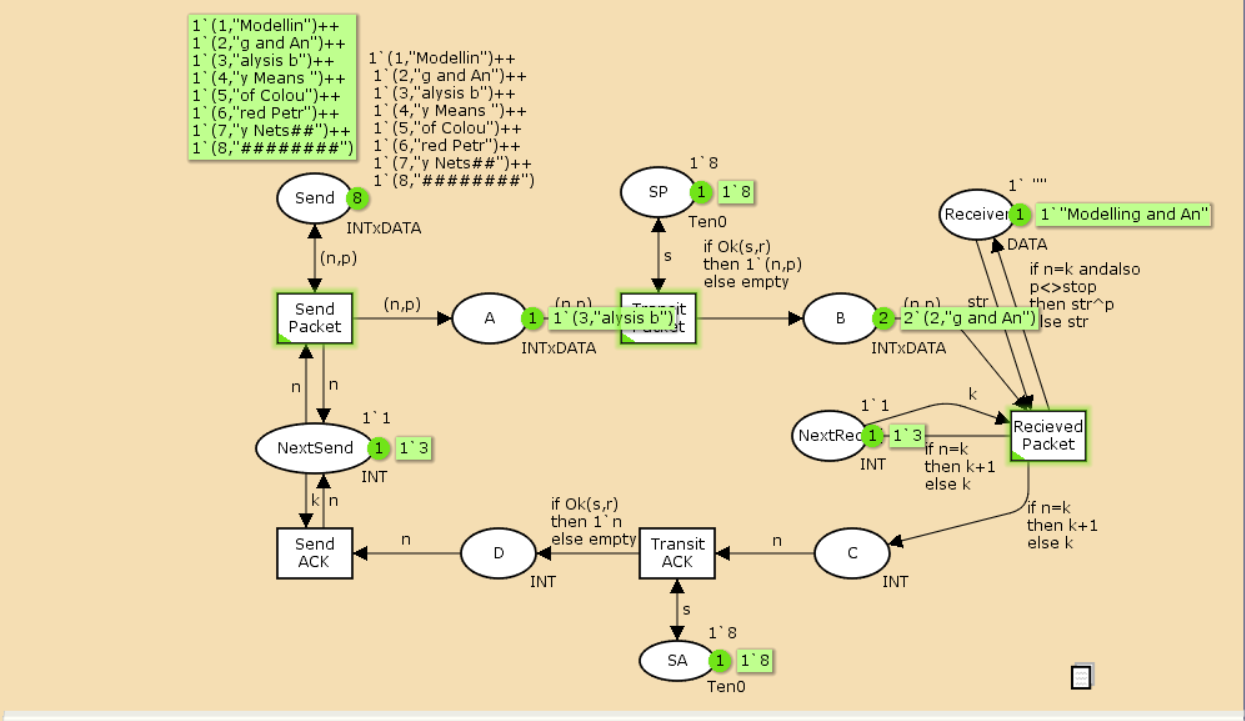 1`(1,"Modellin")++
1`(2,"g and An")++
1`(3,"alysis b")++
1`(4,"y Means ")++
1`(5,"of Colou")++
1`(6,"red Petr")++
1`(7,"y Nets##")++
1`(8,"########")
1`(1,"Modellin")++
1`(2,"g and An")++
1`(3,"alysis b")++
1`(4,"y Means ")++
1`(5,"of Colou")++
1`(6,"red Petr")++
1`(7,"y Nets##")++
1`(8,"########")
Send
8
INTxDATA
(n,p)
1`8
SP
1
1`8
Ten0
s
if Ok(s,r)
then 1`(n,p)
else empty
1` ""
Receiver
1
1`"Modelling and An"
DATA
if n=k andalso
p<>stop
then str^p
else str
Send
Packet
(n,p)
A
1
(n,p)
1`(3,"alysis b")
INTxDATA
Transit
Packet
B
2
(n,p)
2`(2,"g and An")
INTxDATA
str
n
n
1`1
NextSend
1
1`3
INT
k
n
1`1
NextRec
1
1`3
INT
k
if n=k
then k+1
else k
Recieved
Packet
if n=k
then k+1
else k
Send
ACK
n
D
INT
if Ok(s,r)
then 1`n
else empty
Transit
ACK
n
C
INT
s
1`8
SA
1
1`8
Ten0